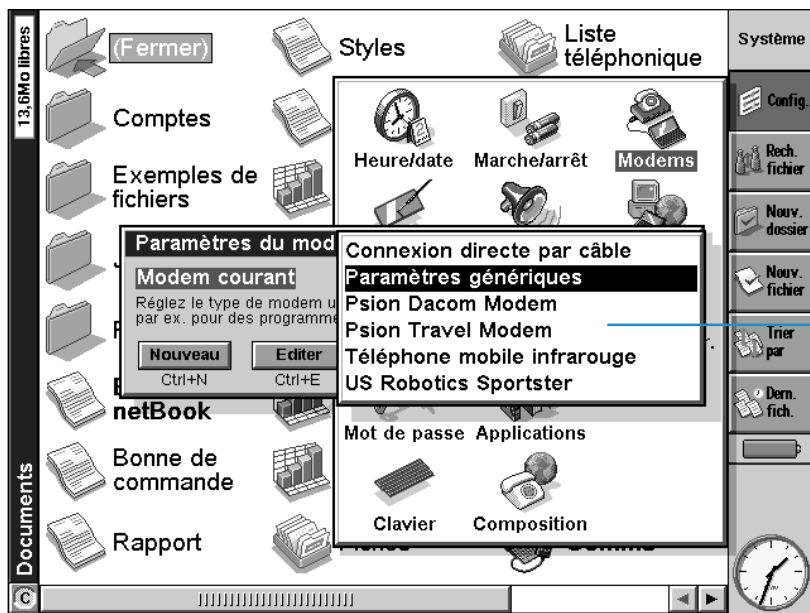 13,6Mo libres
Documents
(Fermer)
Styles
Liste
téléphonique
Comptes
Exemples de
fichiers
netBook
Bonne de
commande
Rapport
Heure/date
Marche/arrêt
Modems
Mot de passe
Applications
Clavier
Composition
Paramètres du mod
Modem courant
Réglez le type de modem u
par ex. pour des programme
Nouveau
Ctrl+N
Editer
Ctrl+E
Connexion directe par câble
Paramètres génériques
Psion Dacom Modem
Psion Travel Modem
Téléphone mobile infrarouge
US Robotics Sportster
Système
Config.
Rech.
fichier
Nouv.
dossier
Nouv.
fichier
Trier
par
Dern.
fich.
C